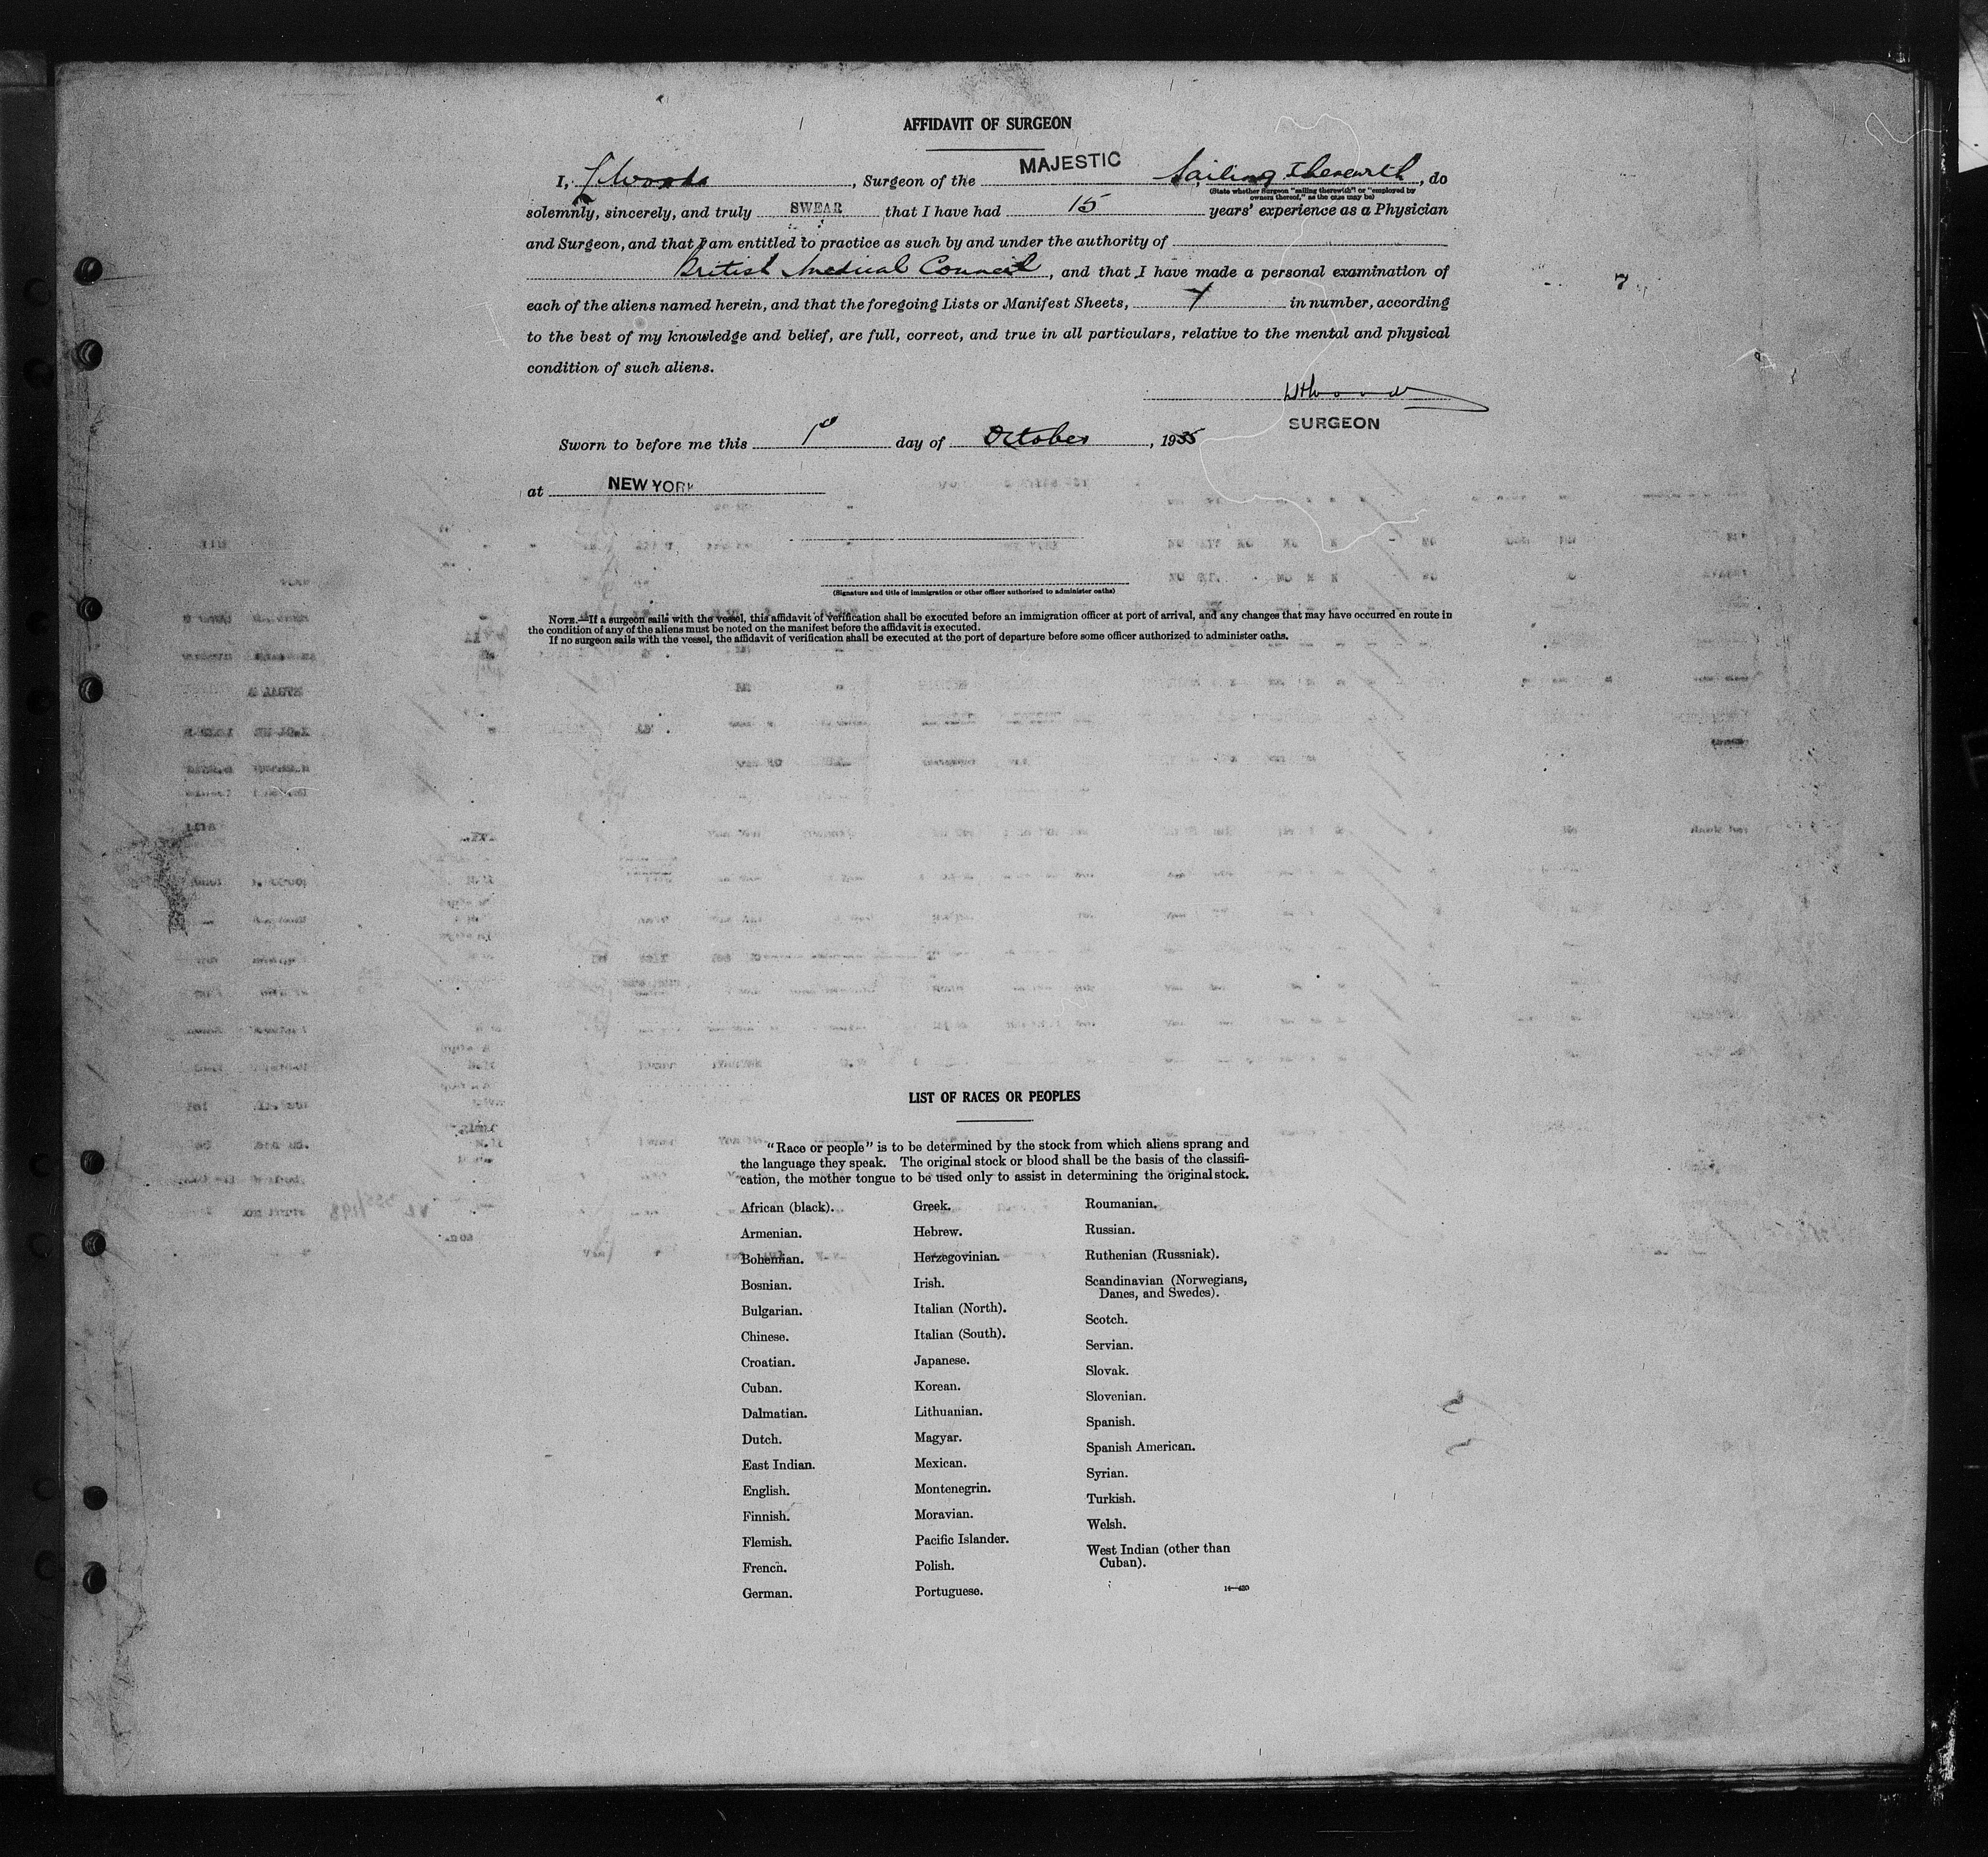 AFFIDAVIT OF SURGEON
MAJESTIC
I, Woods, Surgeon of the Sailing Therewith, do
(State whether Surgeon "sailing therewith" or "employed by
owners thereof," as the case may be)
solemnly, sincerely, and truly SWEAR that I have had 15 years' experience as a Physician
and Surgeon, and that I am entitled to practice as such by and under the authority of
British Medical Council, and that I have made a personal examination of
each of the aliens named herein, and that the foregoing Lists or Manifest Sheets, in number, according
7
to the best of my knowledge and belief, are full, correct, and true in all particulars, relative to the mental and physical
condition of such aliens.
SURGEON
Sworn to before me this 1st day of October, 1935
at NEW YORK
(Signature and title of immigration or other officer authorized to administer oaths)
NOTE.—If a surgeon sails with the vessel, this affidavit of verification shall be executed before an immigration officer at port of arrival, and any changes that may have occurred en route in
the condition of any of the aliens must be noted on the manifest before the affidavit is executed.
If no surgeon sails with the vessel, the affidavit of verification shall be executed at the port of departure before some officer authorized to administer oaths.
LIST OF RACES OR PEOPLES
"Race or people" is to be determined by the stock from which aliens sprang and
the language they speak. The original stock or blood shall be the basis of the classifi-
cation, the mother tongue to be used only to assist in determining the original stock.
African (black).
Armenian.
Bohemian.
Bosnian.
Bulgarian.
Chinese.
Croatian.
Cuban.
Dalmatian.
Dutch.
East Indian.
English.
Finnish.
Flemish.
French.
German.
Greek.
Hebrew.
Herzegovinian.
Irish.
Italian (North).
Italian (South).
Japanese.
Korean.
Lithuanian.
Magyar.
Mexican.
Montenegrin.
Moravian.
Pacific Islander.
Polish.
Portuguese.
Roumanian.
Russian.
Ruthenian (Russniak).
Scandinavian (Norwegians,
Danes, and Swedes).
Scotch.
Servian.
Slovak.
Slovenian.
Spanish.
Spanish American.
Syrian.
Turkish.
Welsh.
West Indian (other than
Cuban).
14—420